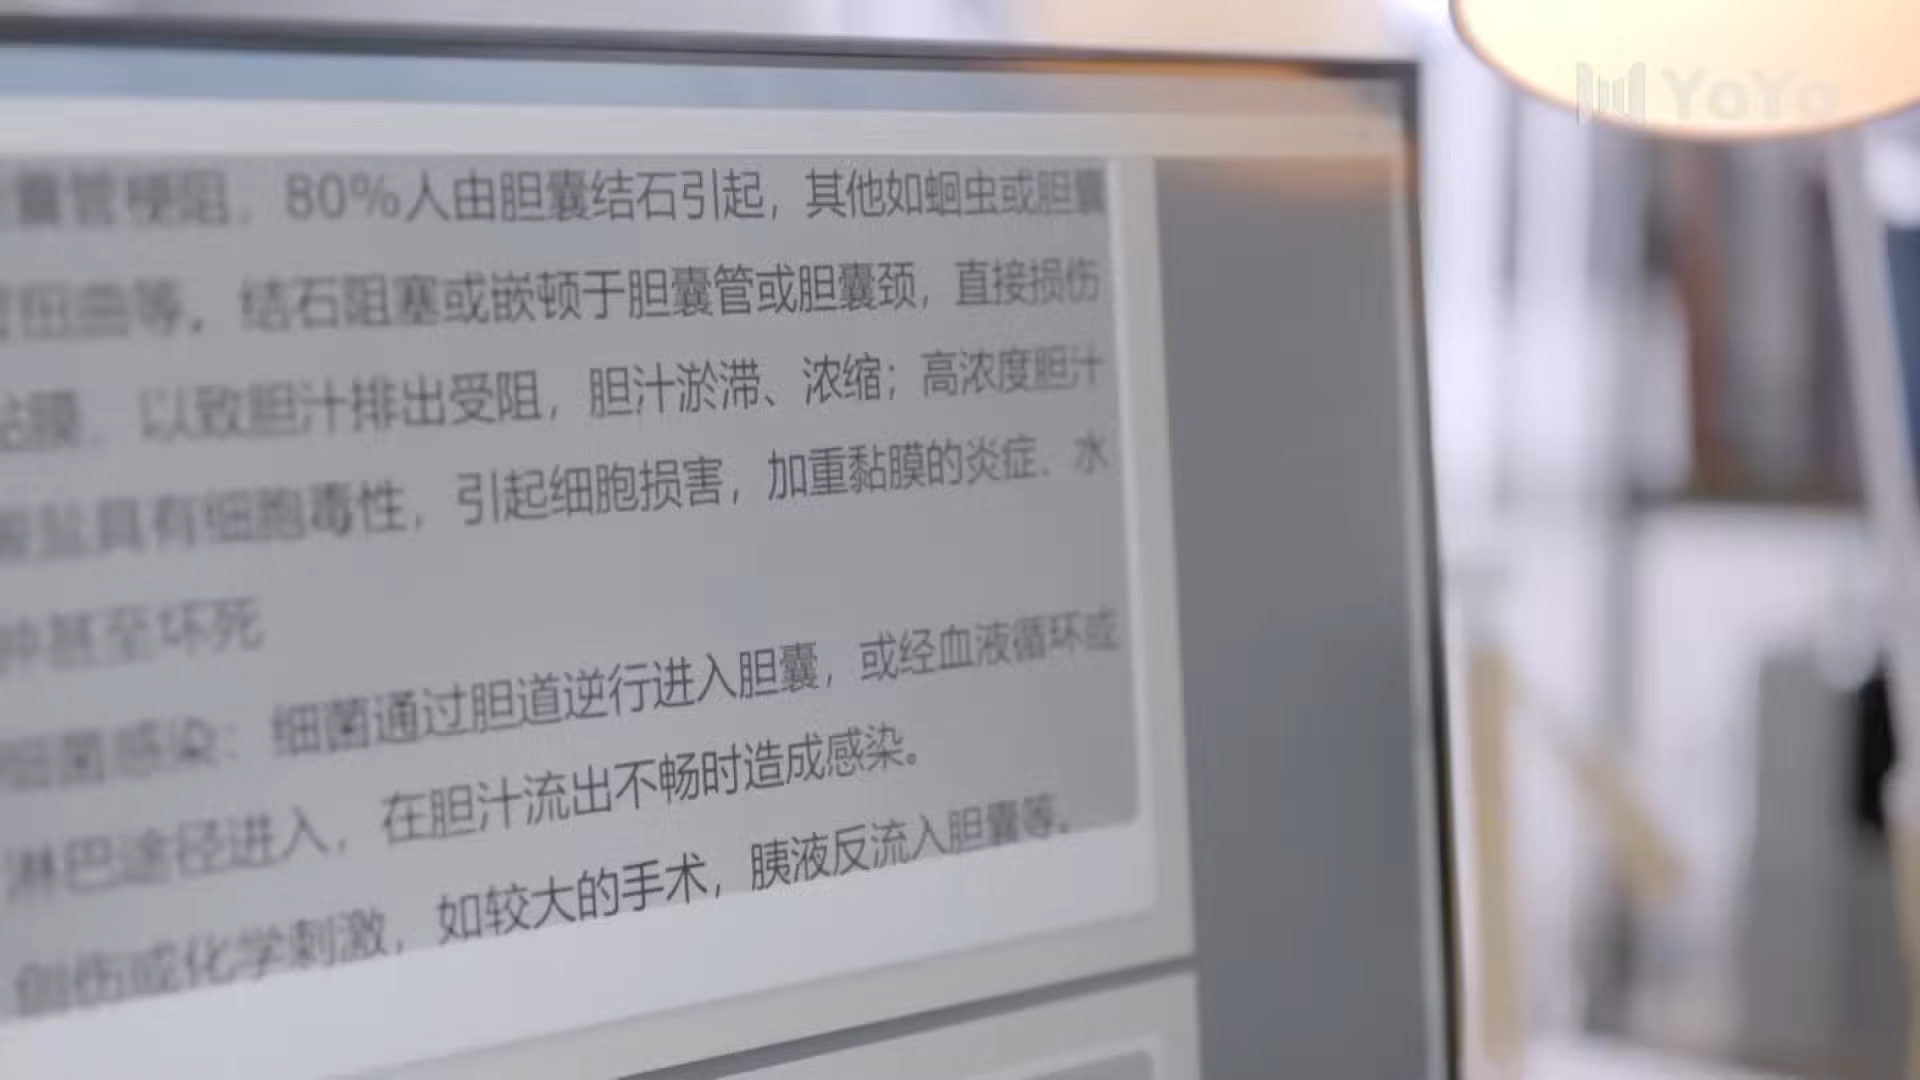 YoYo
囊管梗阻，80%人由胆囊结石引起，其他如蛔虫或胆囊
扭曲等。结石阻塞或嵌顿于胆囊管或胆囊颈，直接损伤
黏膜，以致胆汁排出受阻，胆汁淤滞、浓缩；高浓度胆汁
酸盐具有细胞毒性，引起细胞损害，加重黏膜的炎症、水
肿甚至坏死
细菌感染：细菌通过胆道逆行进入胆囊，或经血液循环或
淋巴途径进入，在胆汁流出不畅时造成感染。
创伤或化学刺激，如较大的手术，胰液反流入胆囊等。